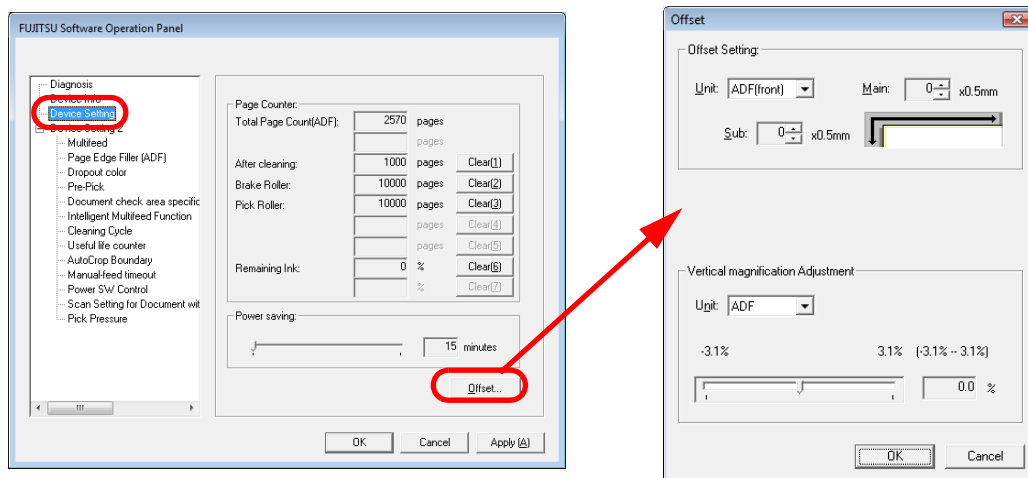 FUJITSU Software Operation Panel
Diagnosis
Device Info
Device Setting
Device Setting 2
Multifeed
Page Edge Filler (ADF)
Dropout color
Pre-Pick
Document check area specific
Intelligent Multifeed Function
Cleaning Cycle
Useful life counter
AutoCrop Boundary
Manual-feed timeout
Power SW Control
Scan Setting for Document wit
Pick Pressure
Page Counter:
Total Page Count(ADF): 2570 pages
pages
After cleaning: 1000 pages Clear(1)
Brake Roller: 10000 pages Clear(2)
Pick Roller: 10000 pages Clear(3)
pages Clear(4)
pages Clear(5)
Remaining Ink: 0 % Clear(6)
% Clear(7)
Power saving:
15 minutes
Offset...
OK Cancel Apply (A)
Offset
Offset Setting:
Unit: ADF(front) Main: 0 x0.5mm
Sub: 0 x0.5mm
Vertical magnification Adjustment
Unit: ADF
-3.1% 3.1% (-3.1% -- 3.1%)
0.0 %
OK Cancel